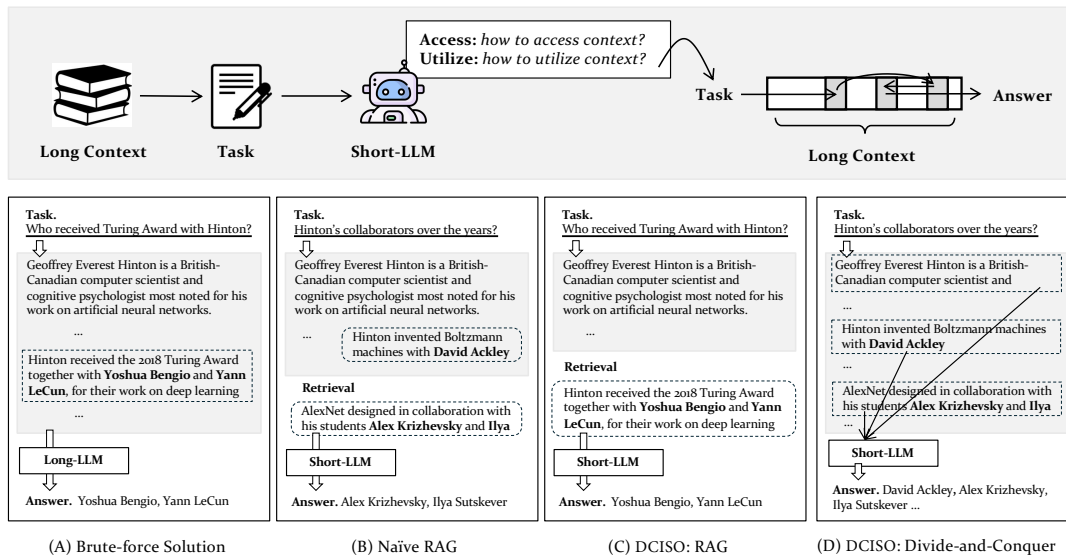 Access: how to access context?
Utilize: how to utilize context?
Long Context
Task
Short-LLM
Task
Answer
Long Context
Task.
Who received Turing Award with Hinton?
Geoffrey Everest Hinton is a British-
Canadian computer scientist and
cognitive psychologist most noted for his
work on artificial neural networks.
...
Hinton received the 2018 Turing Award
together with Yoshua Bengio and Yann
LeCun, for their work on deep learning
...
Long-LLM
Answer. Yoshua Bengio, Yann LeCun
(A) Brute-force Solution
Task.
Hinton's collaborators over the years?
Geoffrey Everest Hinton is a British-
Canadian computer scientist and
cognitive psychologist most noted for his
work on artificial neural networks.
...
Hinton invented Boltzmann
machines with David Ackley
Retrieval
AlexNet designed in collaboration with
his students Alex Krizhevsky and Ilya
Short-LLM
Answer. Alex Krizhevsky, Ilya Sutskever
(B) Naïve RAG
Task.
Who received Turing Award with Hinton?
Geoffrey Everest Hinton is a British-
Canadian computer scientist and
cognitive psychologist most noted for his
work on artificial neural networks.
...
Retrieval
Hinton received the 2018 Turing Award
together with Yoshua Bengio and Yann
LeCun, for their work on deep learning
Short-LLM
Answer. Yoshua Bengio, Yann LeCun
(C) DCISO: RAG
Task.
Hinton's collaborators over the years?
Geoffrey Everest Hinton is a British-
Canadian computer scientist and
...
Hinton invented Boltzmann machines
with David Ackley
...
AlexNet designed in collaboration with
his students Alex Krizhevsky and Ilya
...
Short-LLM
Answer. David Ackley, Alex Krizhevsky,
Ilya Sutskever ...
(D) DCISO: Divide-and-Conquer